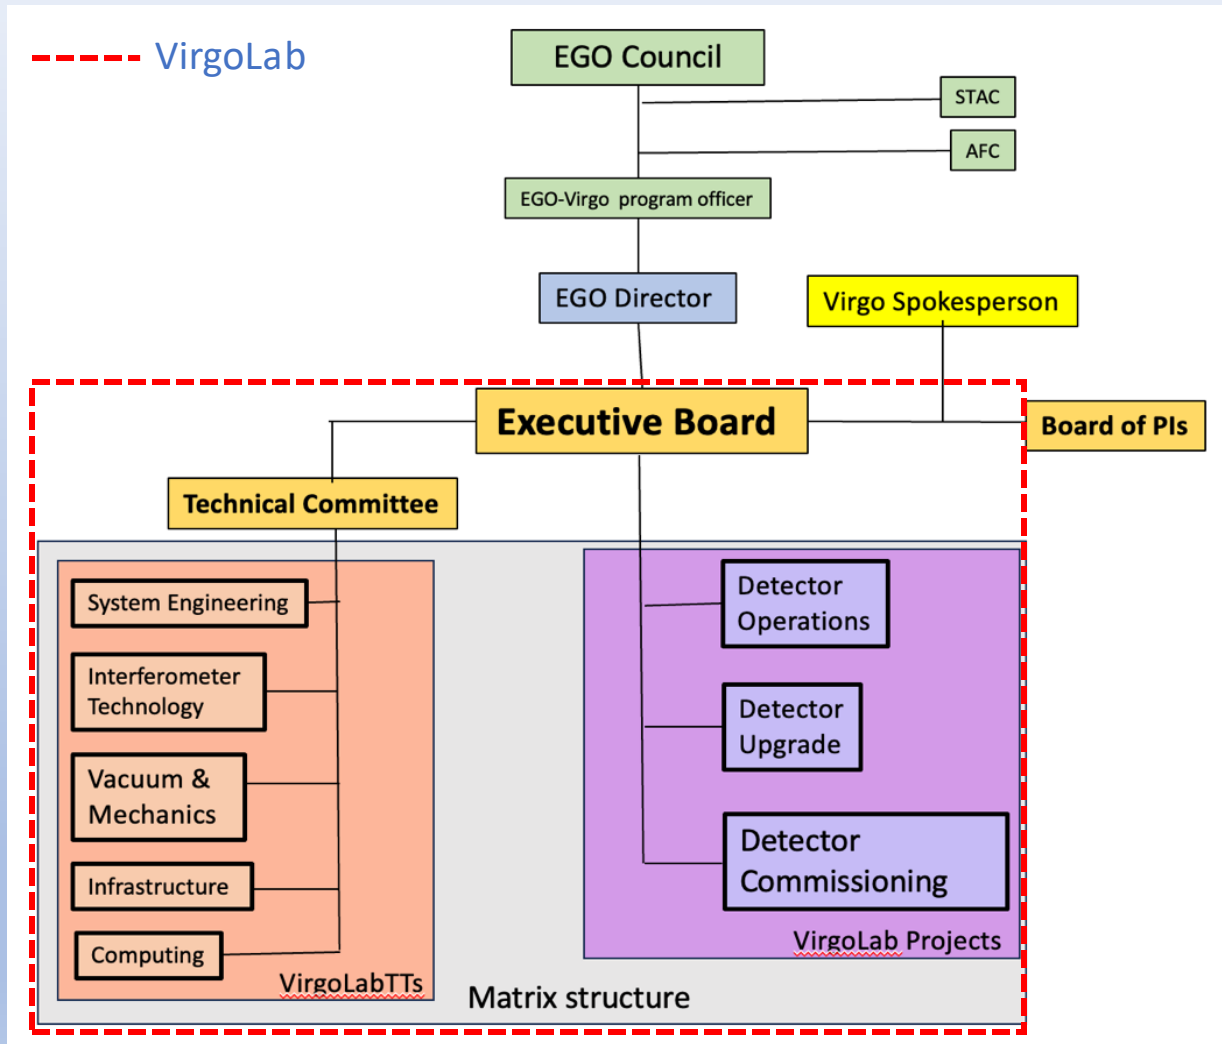 VirgoLab
EGO Council
STAC
AFC
EGO-Virgo program officer
EGO Director
Virgo Spokesperson
Executive Board
Board of PIs
Technical Committee
System Engineering
Interferometer
Technology
Vacuum &
Mechanics
Infrastructure
Computing
VirgoLabTTs
Detector
Operations
Detector
Upgrade
Detector
Commissioning
VirgoLab Projects
Matrix structure